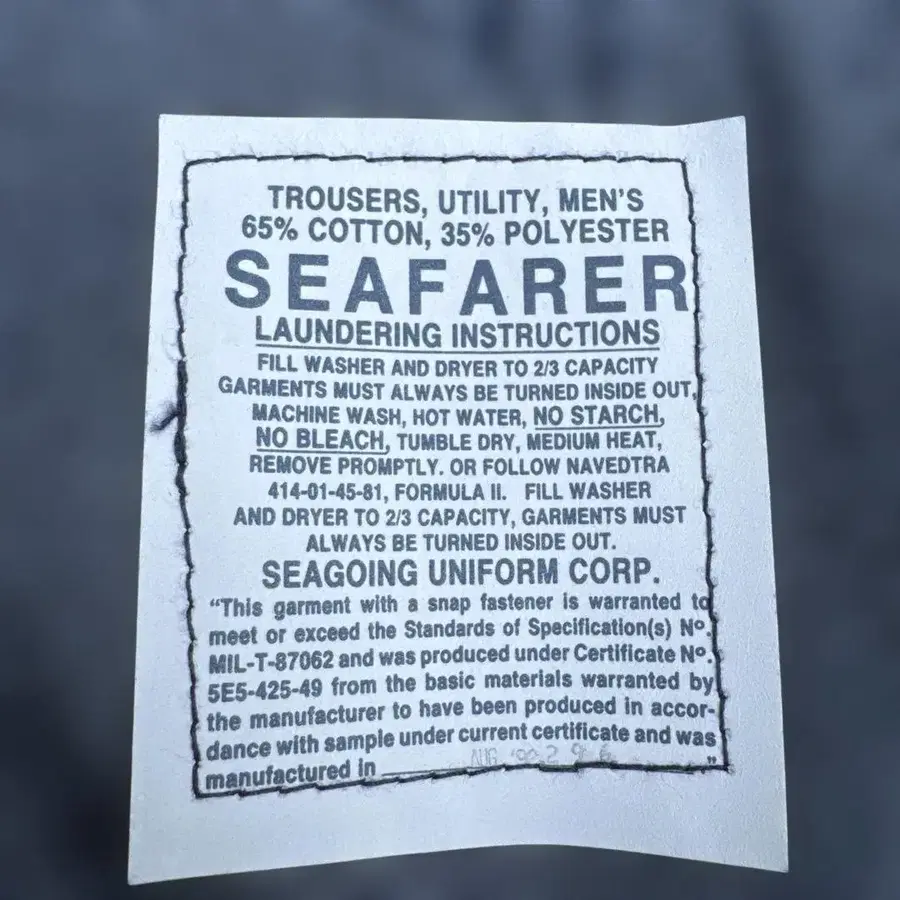 TROUSERS, UTILITY, MEN'S
65% COTTON, 35% POLYESTER
SEAFARER
LAUNDERING INSTRUCTIONS
FILL WASHER AND DRYER TO 2/3 CAPACITY
GARMENTS MUST ALWAYS BE TURNED INSIDE OUT,
MACHINE WASH, HOT WATER, NO STARCH,
NO BLEACH, TUMBLE DRY, MEDIUM HEAT,
REMOVE PROMPTLY. OR FOLLOW NAVEDTRA
414-01-45-81, FORMULA II. FILL WASHER
AND DRYER TO 2/3 CAPACITY, GARMENTS MUST
ALWAYS BE TURNED INSIDE OUT.
SEAGOING UNIFORM CORP.
“This garment with a snap fastener is warranted to
meet or exceed the Standards of Specification(s) Nº.
MIL-T-87062 and was produced under Certificate Nº.
5E5-425-49 from the basic materials warranted by
the manufacturer to have been produced in accor-
dance with sample under current certificate and was
manufactured in ”